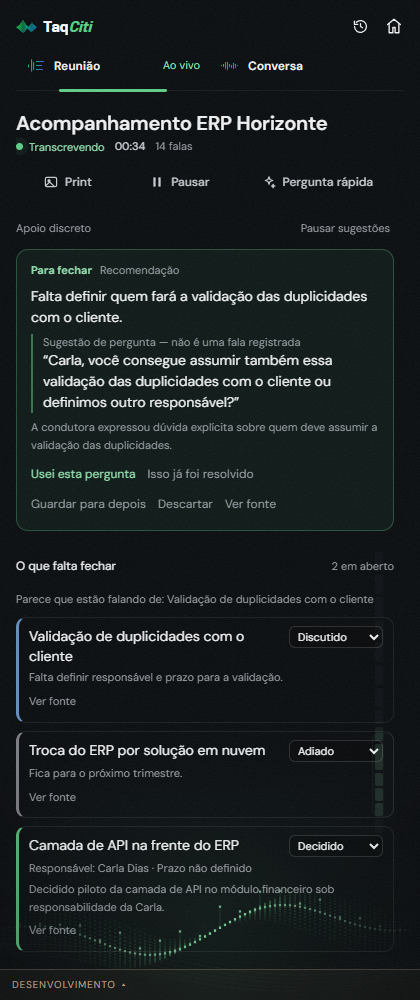 TaqCiti
Reunião Ao vivo Conversa
Acompanhamento ERP Horizonte
Transcrevendo 00:34 14 falas
Print Pausar Pergunta rápida
Apoio discreto Pausar sugestões
Para fechar Recomendação
Falta definir quem fará a validação das duplicidades
com o cliente.
Sugestão de pergunta — não é uma fala registrada
“Carla, você consegue assumir também essa
validação das duplicidades com o cliente ou
definimos outro responsável?”
A condutora expressou dúvida explícita sobre quem deve assumir a
validação das duplicidades.
Usei esta pergunta Isso já foi resolvido
Guardar para depois Descartar Ver fonte
O que falta fechar 2 em aberto
Parece que estão falando de: Validação de duplicidades com o cliente
Validação de duplicidades com o Discutido
cliente
Falta definir responsável e prazo para a validação.
Ver fonte
Troca do ERP por solução em nuvem Adiado
Fica para o próximo trimestre.
Ver fonte
Camada de API na frente do ERP Decidido
Responsável: Carla Dias · Prazo não definido
Decidido piloto da camada de API no módulo financeiro sob
responsabilidade da Carla.
Ver fonte
DESENVOLVIMENTO